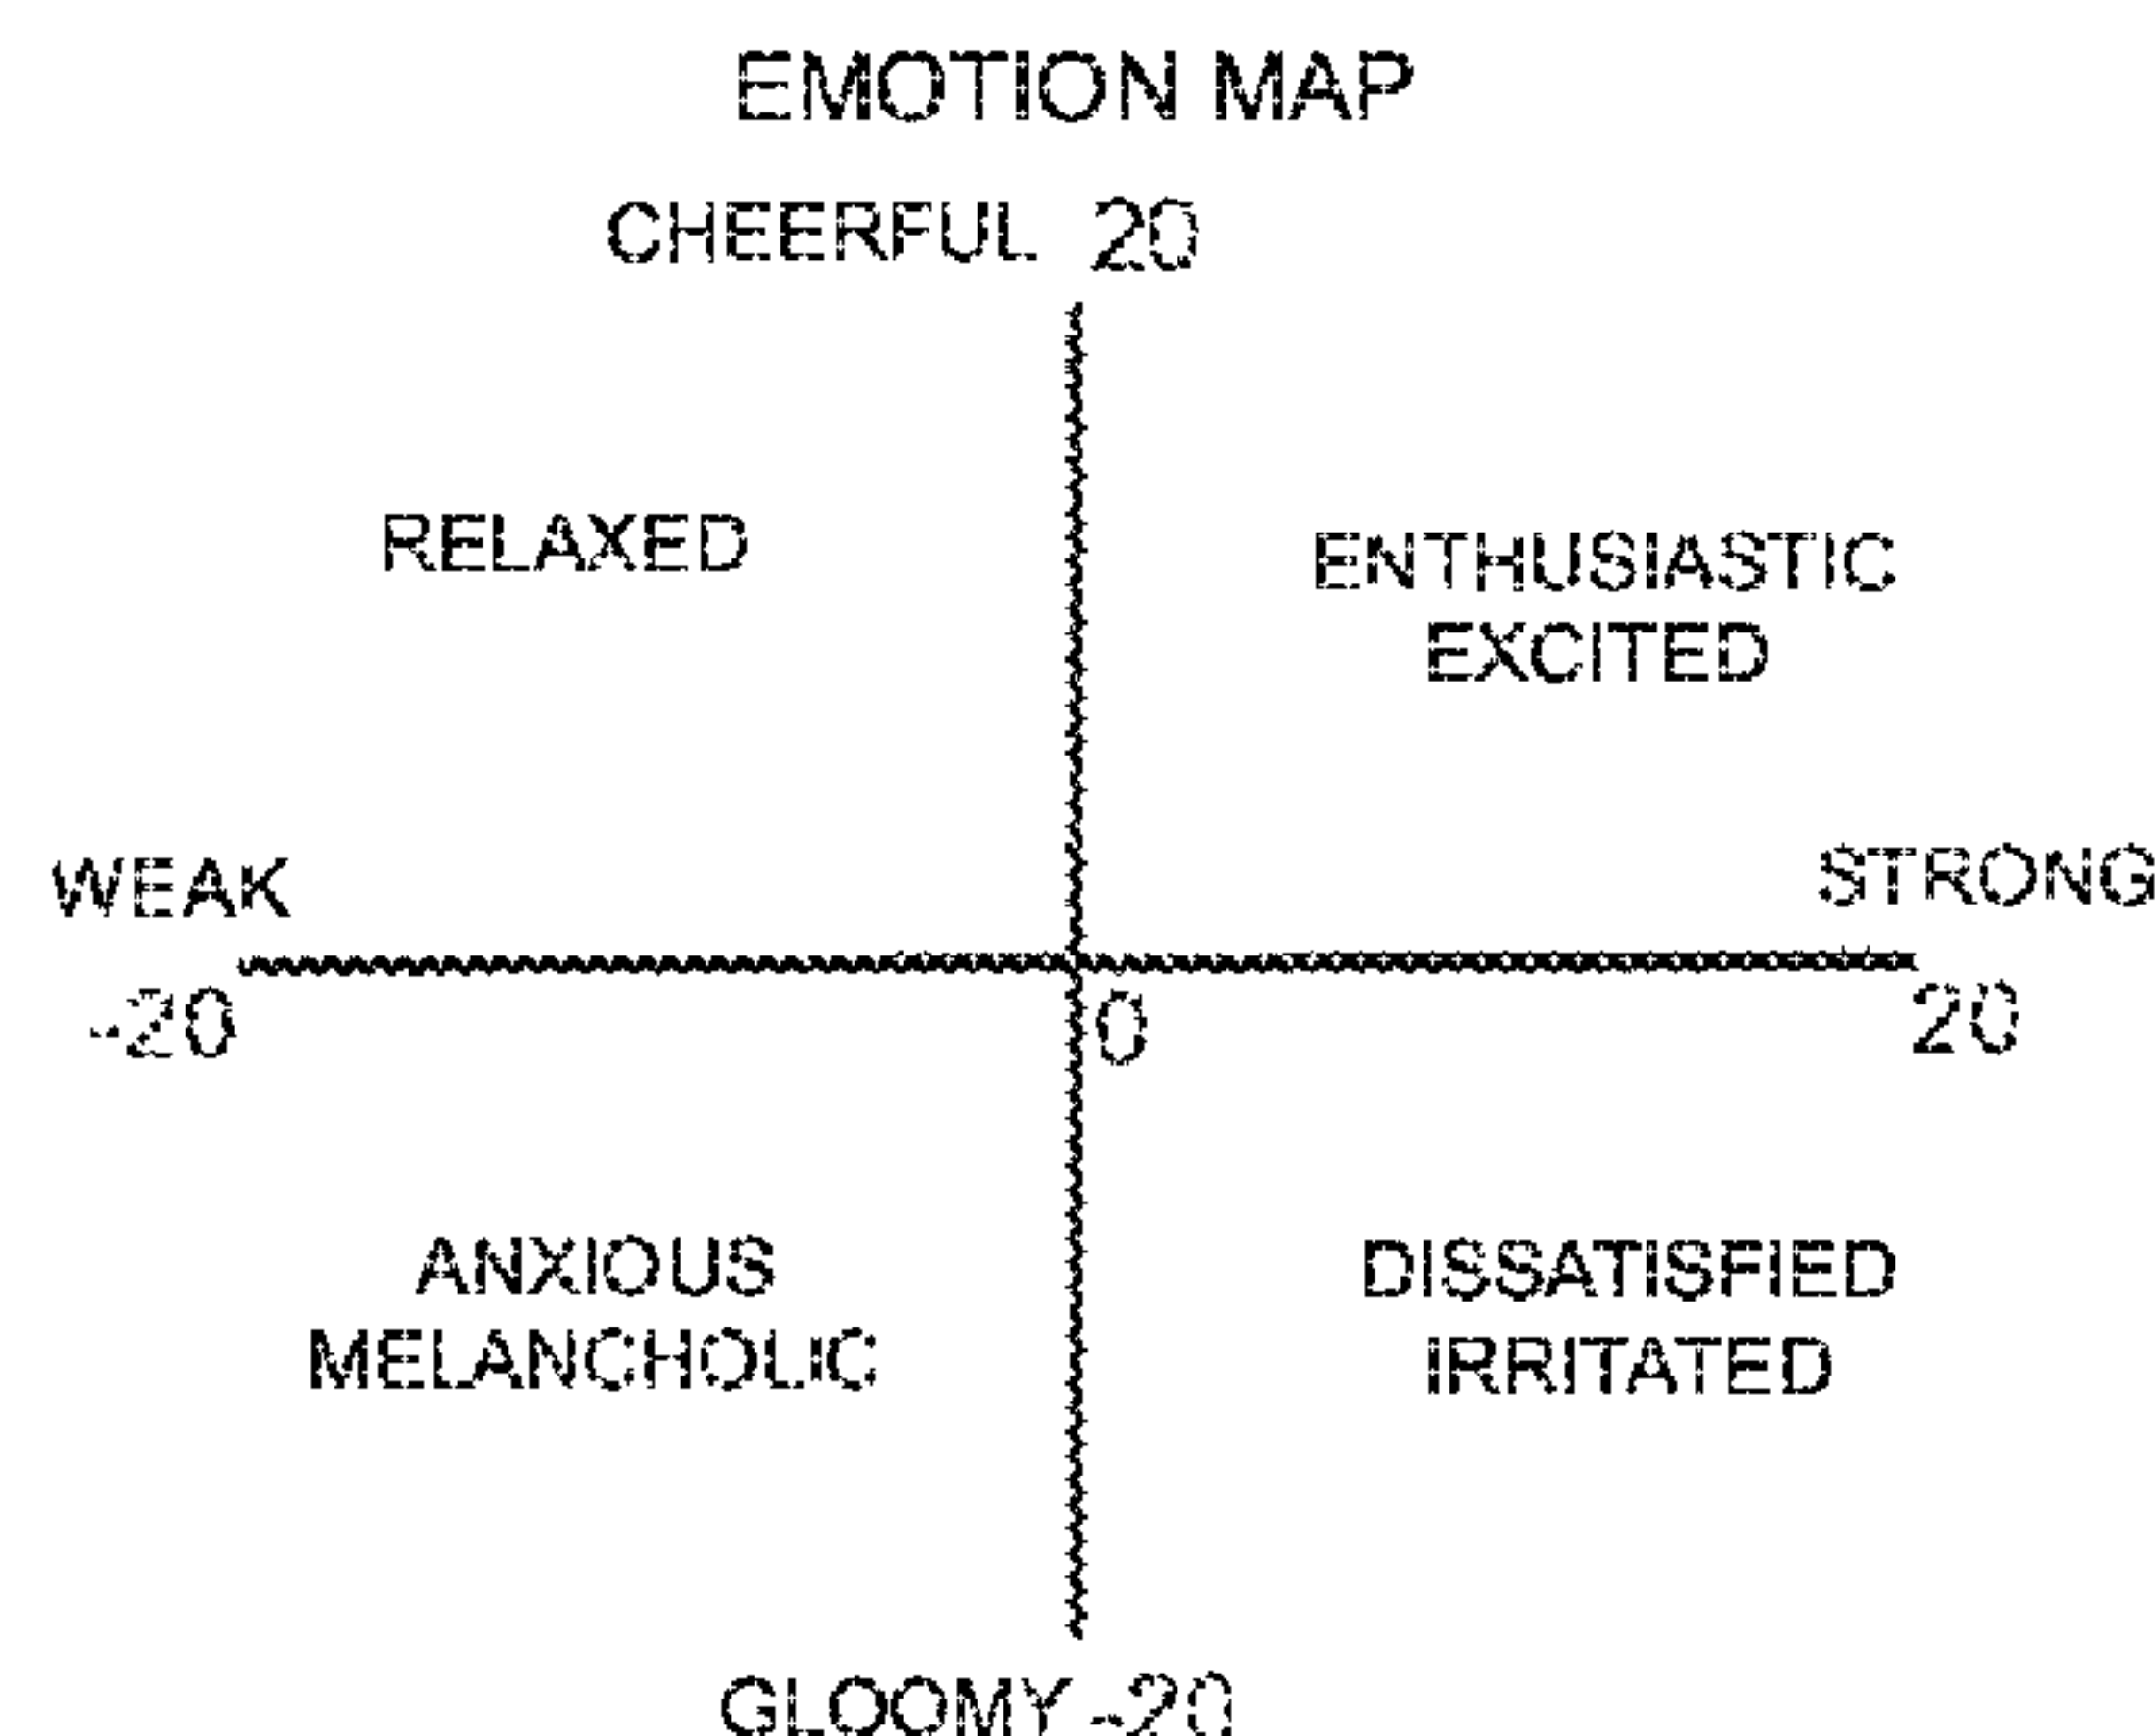 EMOTION MAP
CHEERFUL 20
RELAXED
ENTHUSIASTIC
EXCITED
WEAK
STRONG
-20
0
20
ANXIOUS
MELANCHOLIC
DISSATISFIED
IRRITATED
GLOOMY -20